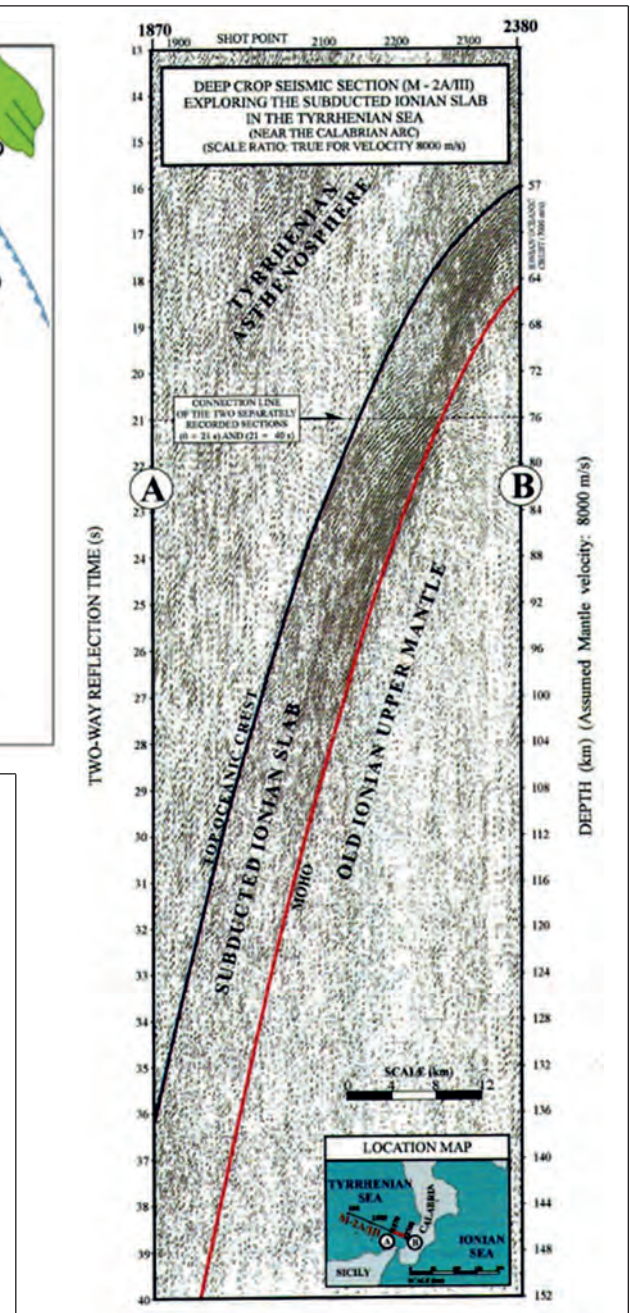 1870
2380
1900
SHOT POINT
2100
2200
2300
DEEP CROP SEISMIC SECTION (M - 2A/III)
EXPLORING THE SUBDUCTED IONIAN SLAB
IN THE TYRRHENIAN SEA
(NEAR THE CALABRIAN ARC)
(SCALE RATIO: TRUE FOR VELOCITY 8000 m/s)
TYRRHENIAN
ASTHENOSPHERE
CONNECTION LINE
OF THE TWO SEPARATELY
RECORDED SECTIONS
A
B
TWO-WAY REFLECTION TIME (s)
13
14
15
16
17
18
19
20
21
22
23
24
25
26
27
28
29
30
31
32
33
34
35
36
37
38
39
40
TOP OCEANIC CREST
SUBDUCTED IONIAN SLAB
MOHO
OLD IONIAN UPPER MANTLE
57
64
68
72
76
80
84
88
92
96
100
104
108
112
116
120
124
128
132
136
140
144
148
152
IONIAN OCEANIC
DEPTH (km) (Assumed Mantle velocity: 8000 m/s)
SCALE (km)
0
4
8
12
LOCATION MAP
TYRRHENIAN
SEA
M-2A/III
CALABRIA
A
B
IONIAN
SEA
SICILY